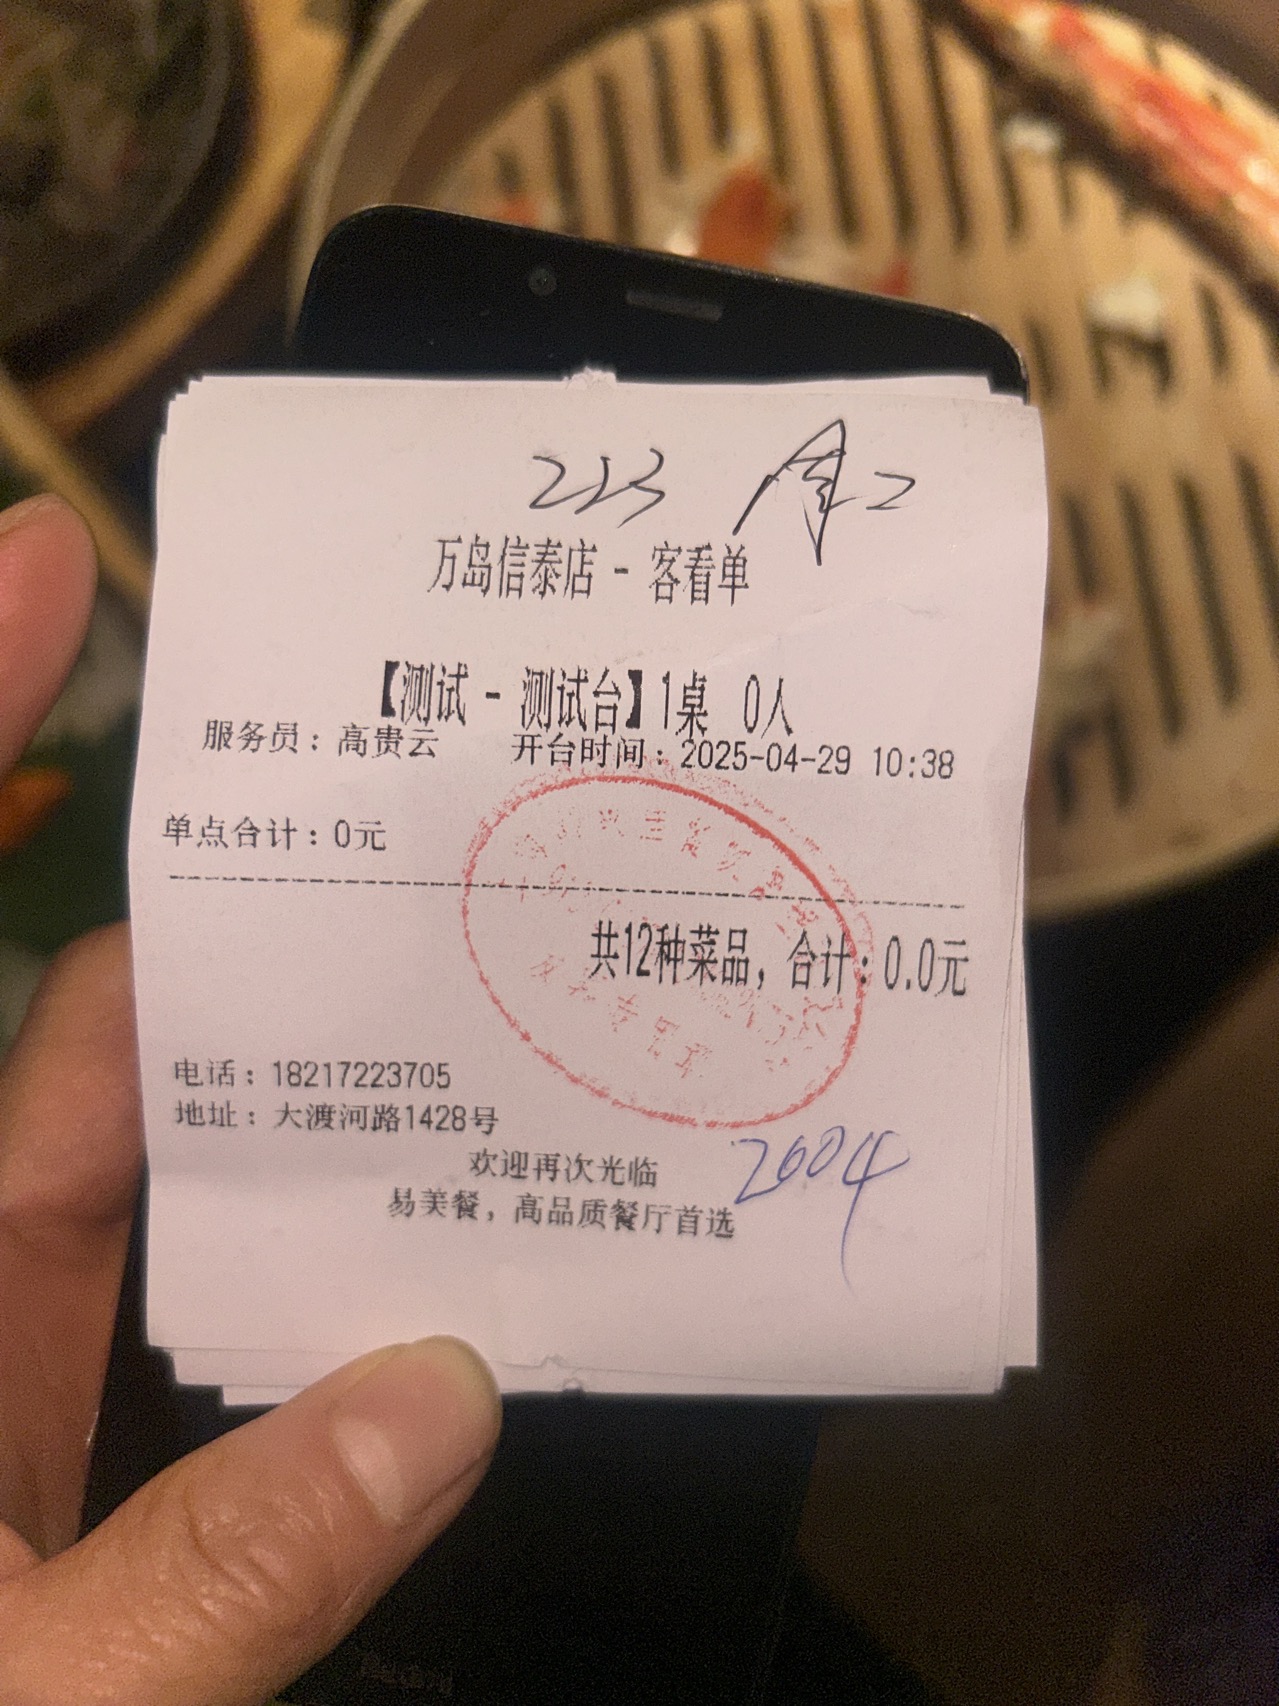 213
万岛信泰店 - 客看单
【测试 - 测试台】1桌 0人
服务员：高贵云 开台时间：2025-04-29 10:38
单点合计：0元
共12种菜品，合计：0.0元
电话：18217223705
地址：大渡河路1428号
欢迎再次光临
2604
易美餐，高品质餐厅首选